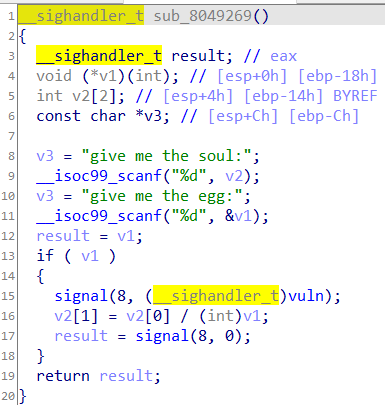 1 __sighandler_t sub_8049269()
2 {
3 __sighandler_t result; // eax
4 void (*v1)(int); // [esp+0h] [ebp-18h]
5 int v2[2]; // [esp+4h] [ebp-14h] BYREF
6 const char *v3; // [esp+Ch] [ebp-Ch]
7
8 v3 = "give me the soul:";
9 __isoc99_scanf("%d", v2);
10 v3 = "give me the egg:";
11 __isoc99_scanf("%d", &v1);
12 result = v1;
13 if ( v1 )
14 {
15 signal(8, (__sighandler_t)vuln);
16 v2[1] = v2[0] / (int)v1;
17 result = signal(8, 0);
18 }
19 return result;
20 }